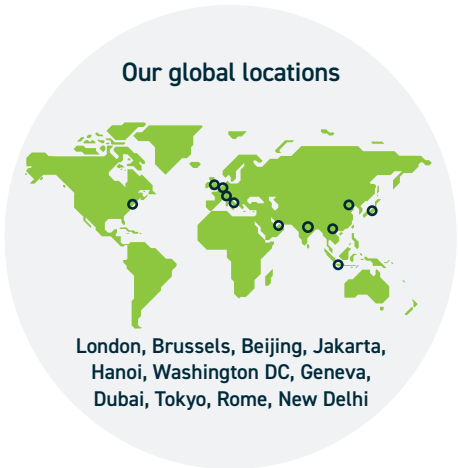 Our global locations
London, Brussels, Beijing, Jakarta,
Hanoi, Washington DC, Geneva,
Dubai, Tokyo, Rome, New Delhi